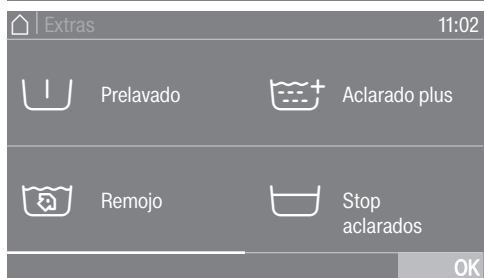 Extras 11:02
Prelavado
Aclarado plus
Remojo
Stop
aclarados
OK